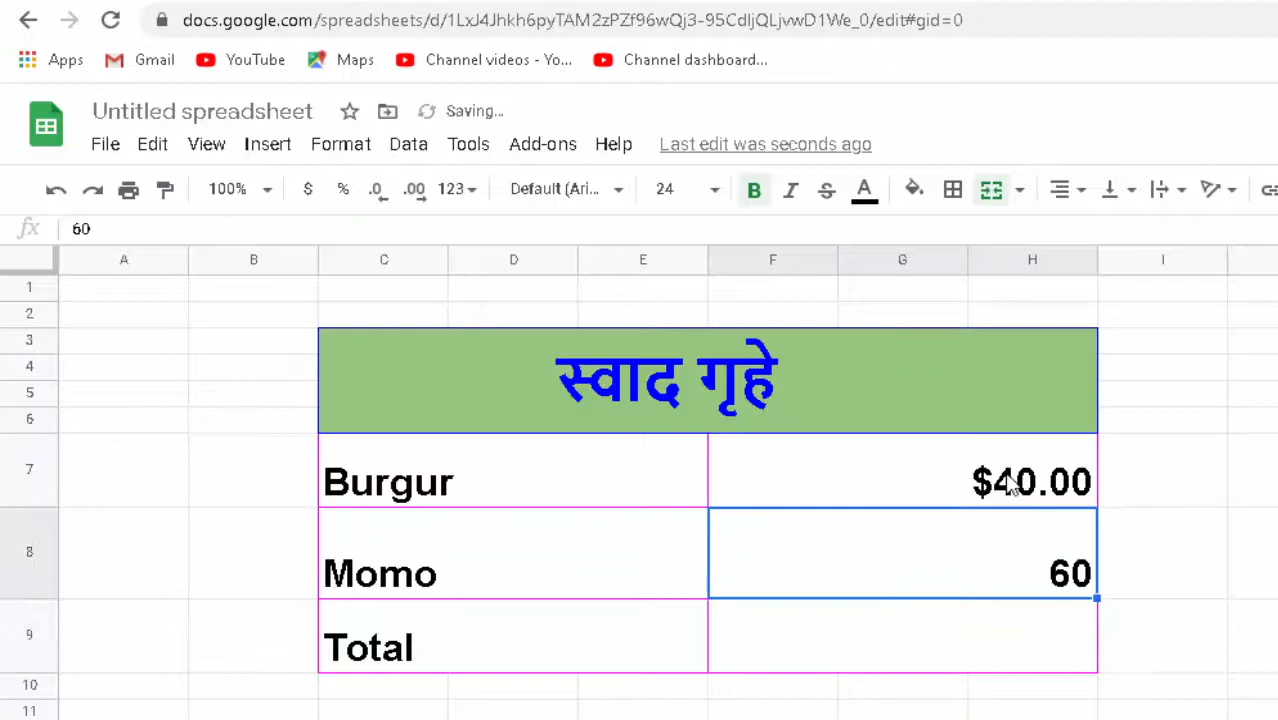 docs.google.com/spreadsheets/d/1LxJ4Jhkh6pyTAM2zPZf96wQj3-95CdIjQLjvwD1We_0/edit#gid=0
Apps Gmail YouTube Maps Channel videos - Yo... Channel dashboard...
Untitled spreadsheet Saving...
File Edit View Insert Format Data Tools Add-ons Help Last edit was seconds ago
100% $ % .0 .00 123 Default (Ari... 24 B I S A
fx 60
A B C D E F G H I
1
2
3
4
स्वाद गृहे
5
6
7 Burgur $40.00
8 Momo 60
9 Total
10
11